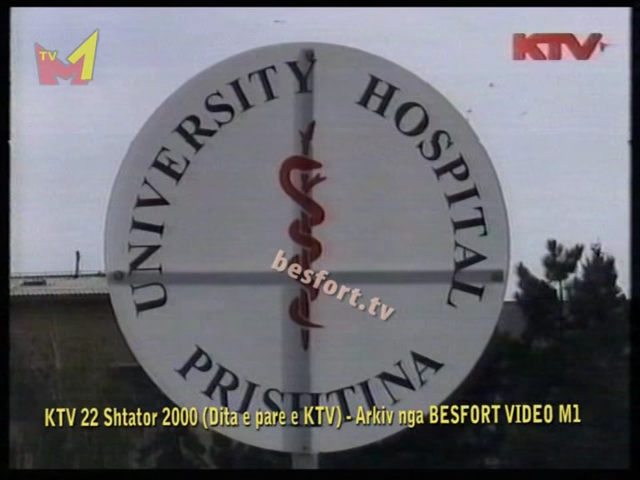 TV M1
KTV
UNIVERSITY HOSPITAL
besfort.tv
PRISHTINA
KTV 22 Shtator 2000 (Dita e pare e KTV) - Arkiv nga BESFORT VIDEO M1